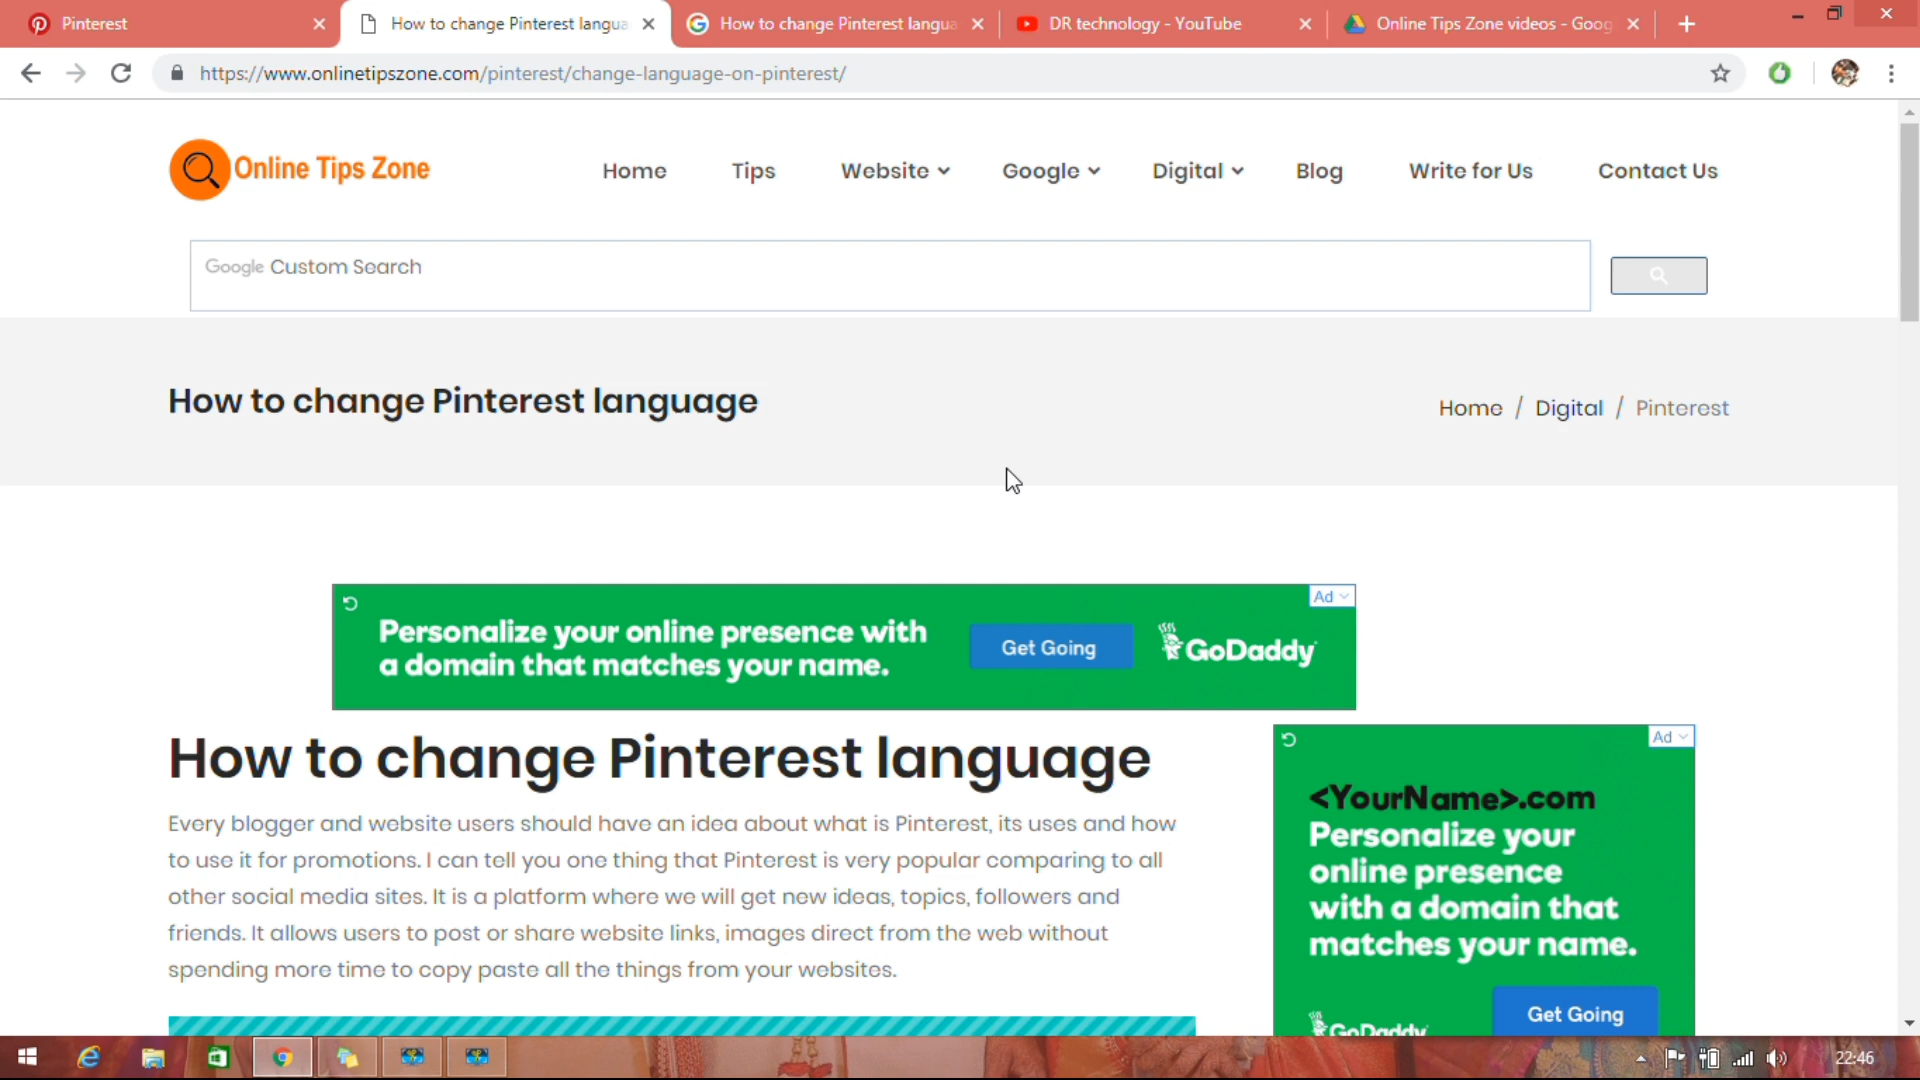 Pinterest
How to change Pinterest langua
How to change Pinterest langua
DR technology - YouTube
Online Tips Zone videos - Goog
https://www.onlinetipszone.com/pinterest/change-language-on-pinterest/
Online Tips Zone
Home
Tips
Website
Google
Digital
Blog
Write for Us
Contact Us
Google Custom Search
How to change Pinterest language
Home / Digital / Pinterest
Ad
Personalize your online presence with
a domain that matches your name.
Get Going
GoDaddy
How to change Pinterest language
Every blogger and website users should have an idea about what is Pinterest, its uses and how
to use it for promotions. I can tell you one thing that Pinterest is very popular comparing to all
other social media sites. It is a platform where we will get new ideas, topics, followers and
friends. It allows users to post or share website links, images direct from the web without
spending more time to copy paste all the things from your websites.
Ad
<YourName>.com
Personalize your
online presence
with a domain that
matches your name.
Get Going
GoDaddy
22:46